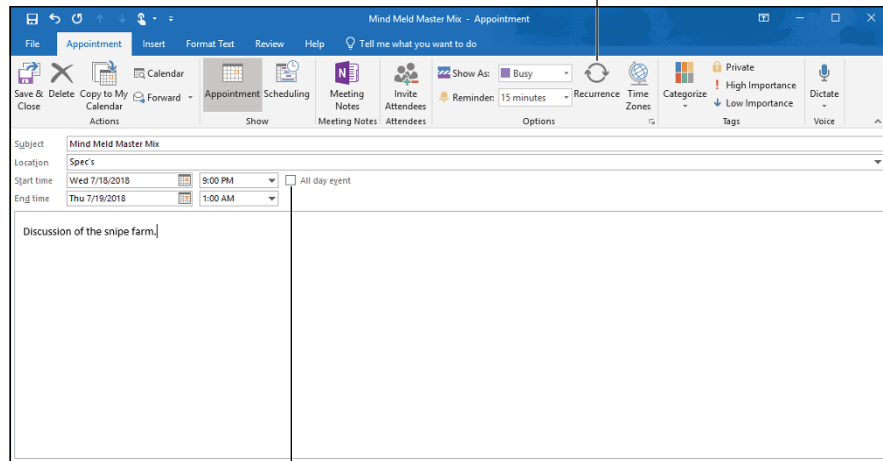 Mind Meld Master Mix - Appointment
File Appointment Insert Format Text Review Help Tell me what you want to do
Save & Close
Delete
Copy to My Calendar
Calendar
Forward
Actions
Appointment
Scheduling
Show
Meeting Notes
Meeting Notes
Invite Attendees
Attendees
Show As: Busy
Reminder: 15 minutes
Recurrence
Time Zones
Options
Categorize
Private
High Importance
Low Importance
Tags
Dictate
Voice
Subject Mind Meld Master Mix
Location Spec's
Start time Wed 7/18/2018 9:00 PM All day event
End time Thu 7/19/2018 1:00 AM
Discussion of the snipe farm.